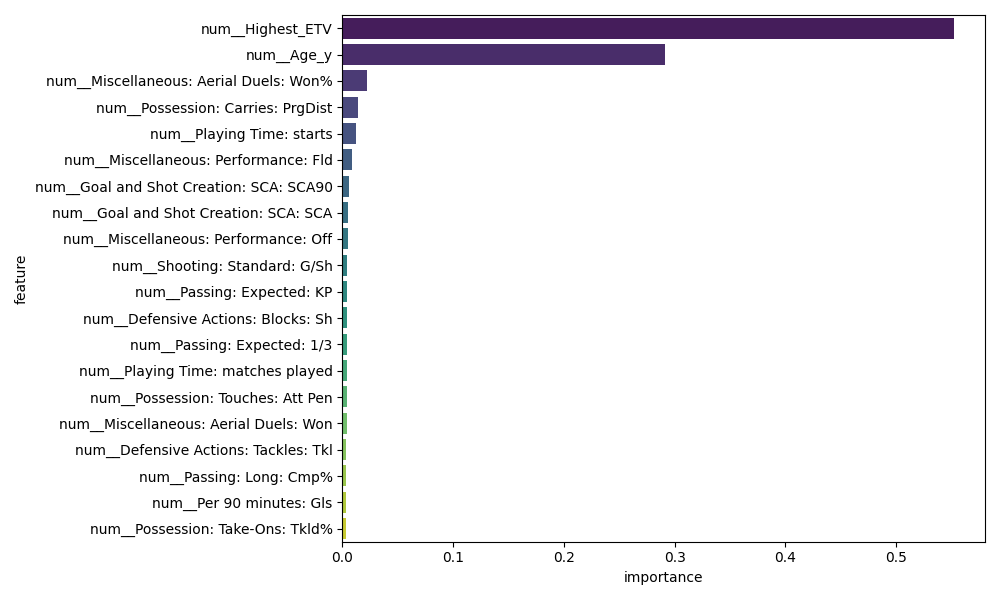 num__Highest_ETV
num__Age_y
num__Miscellaneous: Aerial Duels: Won%
num__Possession: Carries: PrgDist
num__Playing Time: starts
num__Miscellaneous: Performance: Fld
num__Goal and Shot Creation: SCA: SCA90
num__Goal and Shot Creation: SCA: SCA
num__Miscellaneous: Performance: Off
num__Shooting: Standard: G/Sh
num__Passing: Expected: KP
num__Defensive Actions: Blocks: Sh
num__Passing: Expected: 1/3
num__Playing Time: matches played
num__Possession: Touches: Att Pen
num__Miscellaneous: Aerial Duels: Won
num__Defensive Actions: Tackles: Tkl
num__Passing: Long: Cmp%
num__Per 90 minutes: Gls
num__Possession: Take-Ons: Tkld%
feature
0.0 0.1 0.2 0.3 0.4 0.5
importance